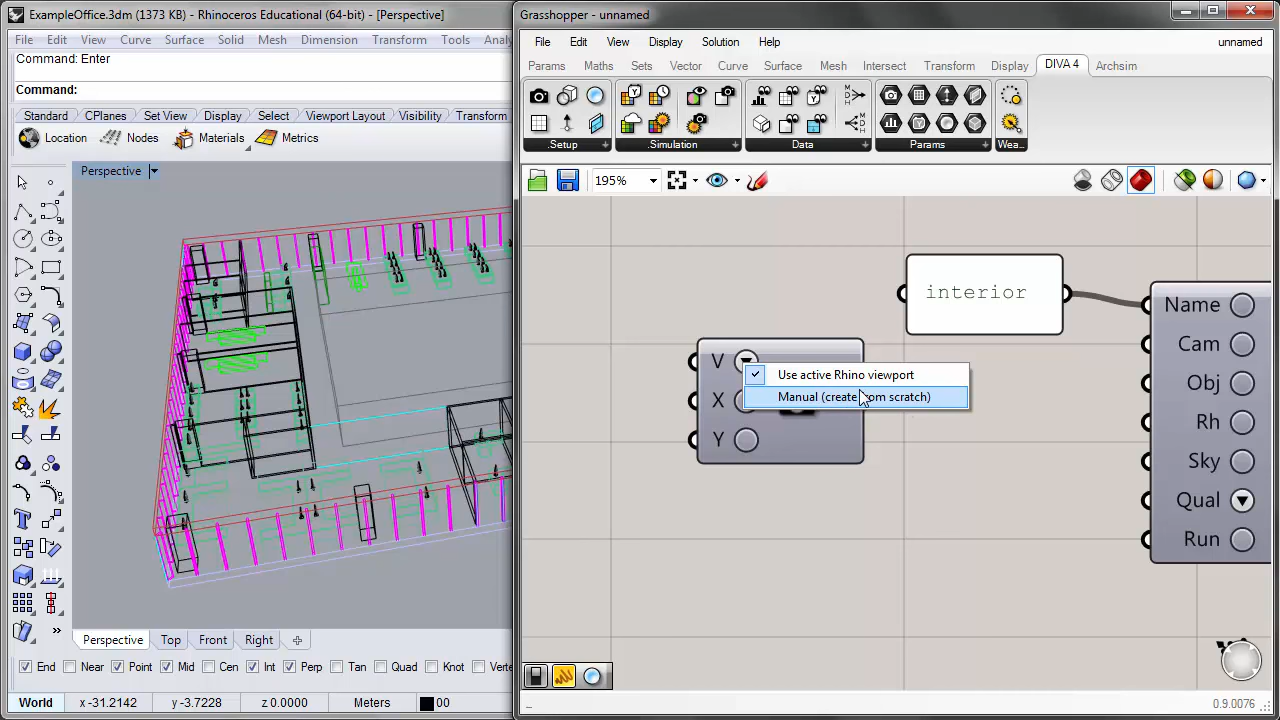 ExampleOffice.3dm (1373 KB) - Rhinoceros Educational (64-bit) - [Perspective]
File Edit View Curve Surface Solid Mesh Dimension Transform Tools Analy
Command: Enter
Command:
Standard CPlanes Set View Display Select Viewport Layout Visibility Transform
Location Nodes Materials Metrics
Perspective
Perspective Top Front Right
End Near Point Mid Cen Int Perp Tan Quad Knot Verte
World x -31.2142 y -3.7228 z 0.0000 Meters 00
Grasshopper - unnamed
File Edit View Display Solution Help unnamed
Params Maths Sets Vector Curve Surface Mesh Intersect Transform Display DIVA 4 Archsim
.Setup .Simulation Data Params Wea...
195%
interior
V
X
Y
Use active Rhino viewport
Manual (create from scratch)
Name
Cam
Obj
Rh
Sky
Qual
Run
0.9.0076